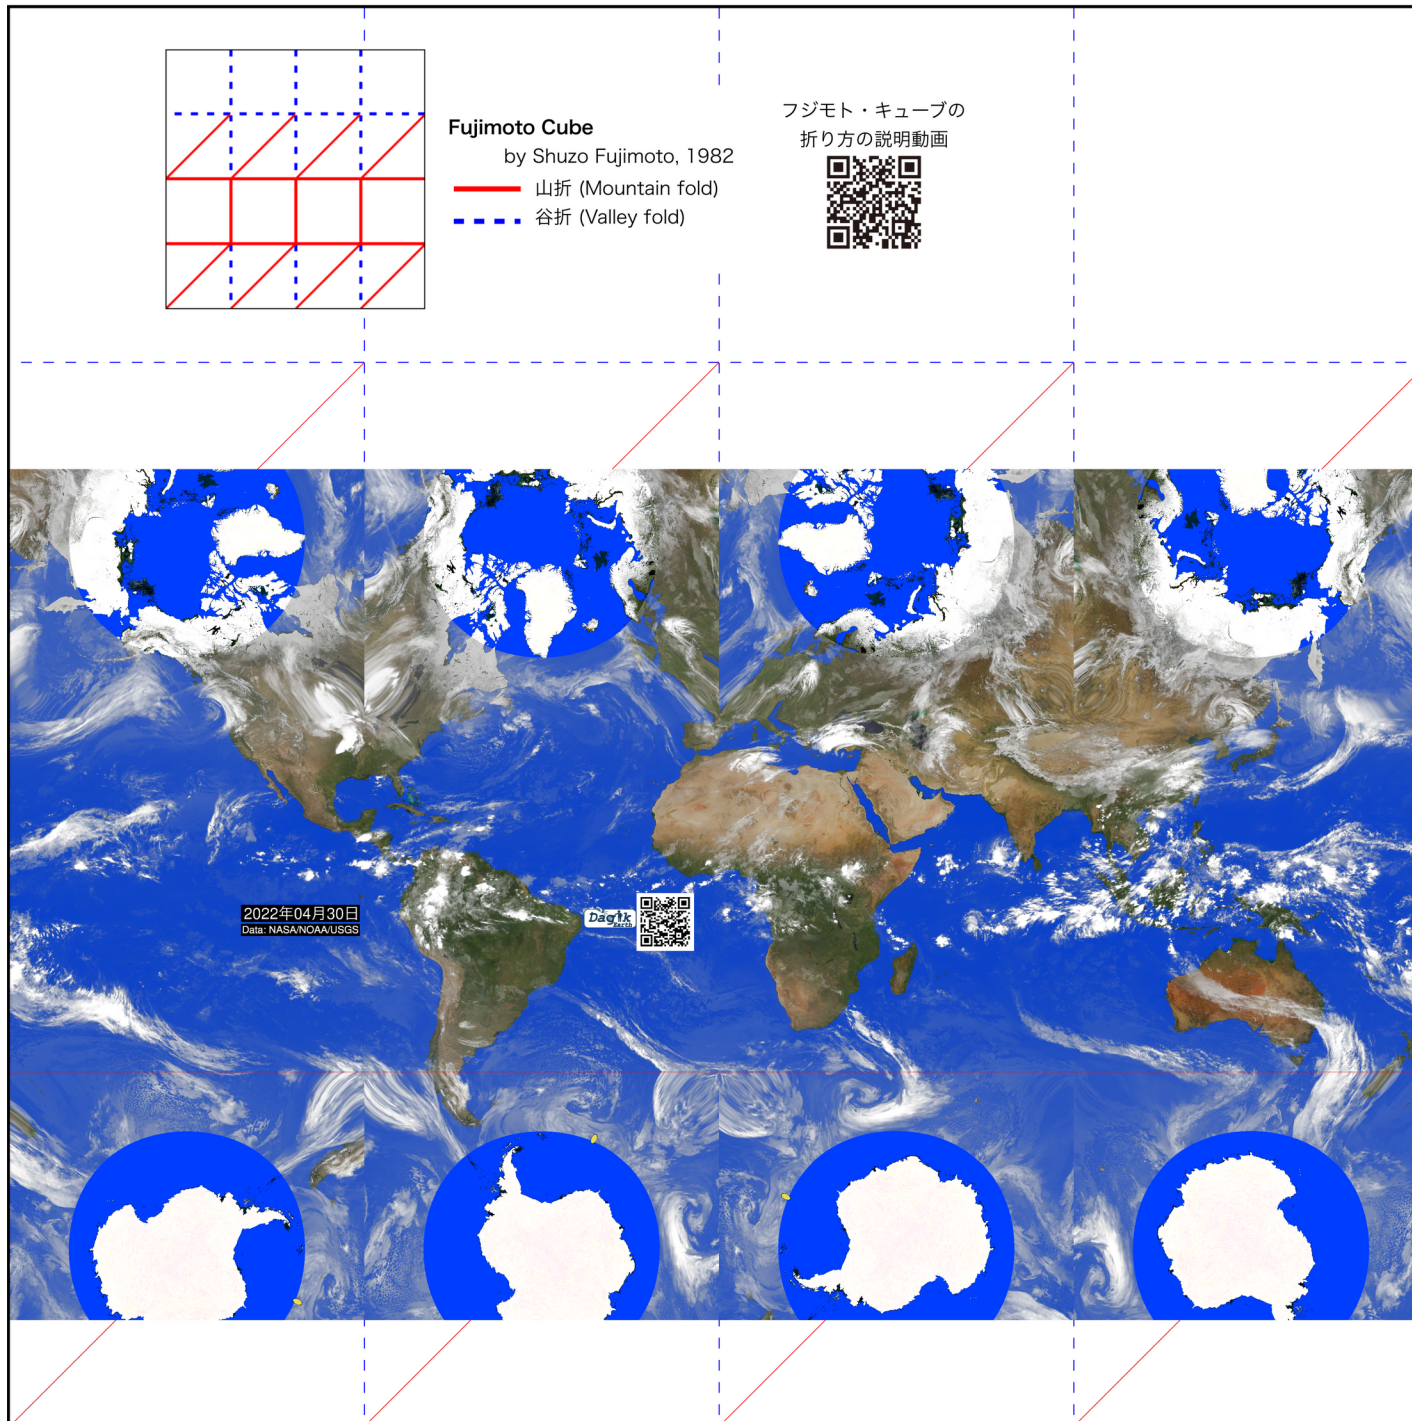 Fujimoto Cube
by Shuzo Fujimoto, 1982
山折 (Mountain fold)
谷折 (Valley fold)
フジモト・キューブの
折り方の説明動画
2022年04月30日
Data: NASA/NOAA/USGS
Dagik
Earth